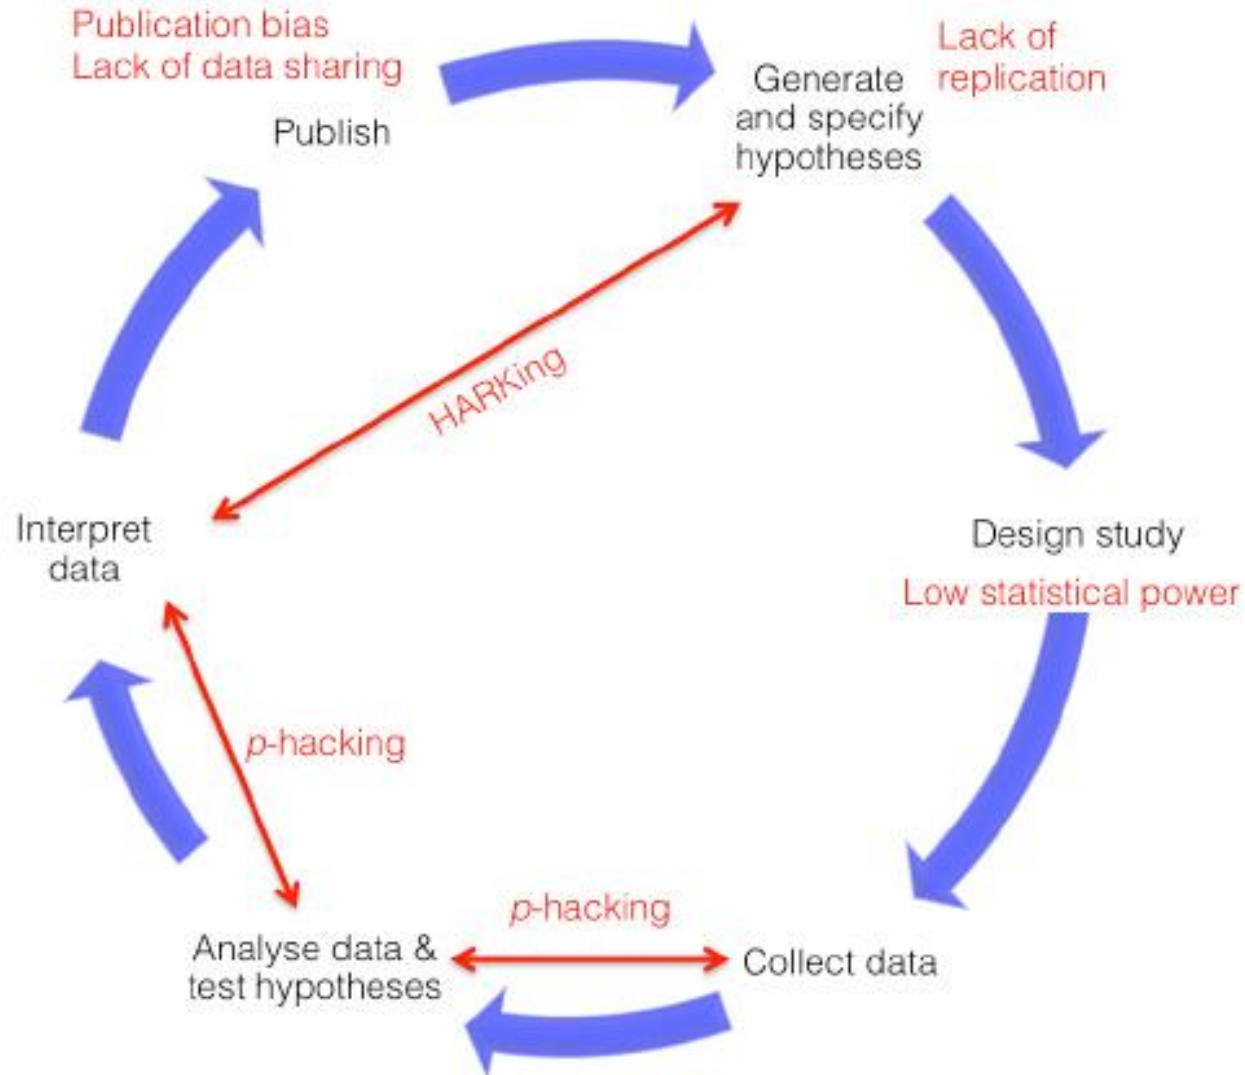 Publication bias
Lack of data sharing
Publish
Generate
and specify
hypotheses
Lack of
replication
HARKing
Interpret
data
Design study
Low statistical power
p-hacking
p-hacking
Analyse data &
test hypotheses
Collect data